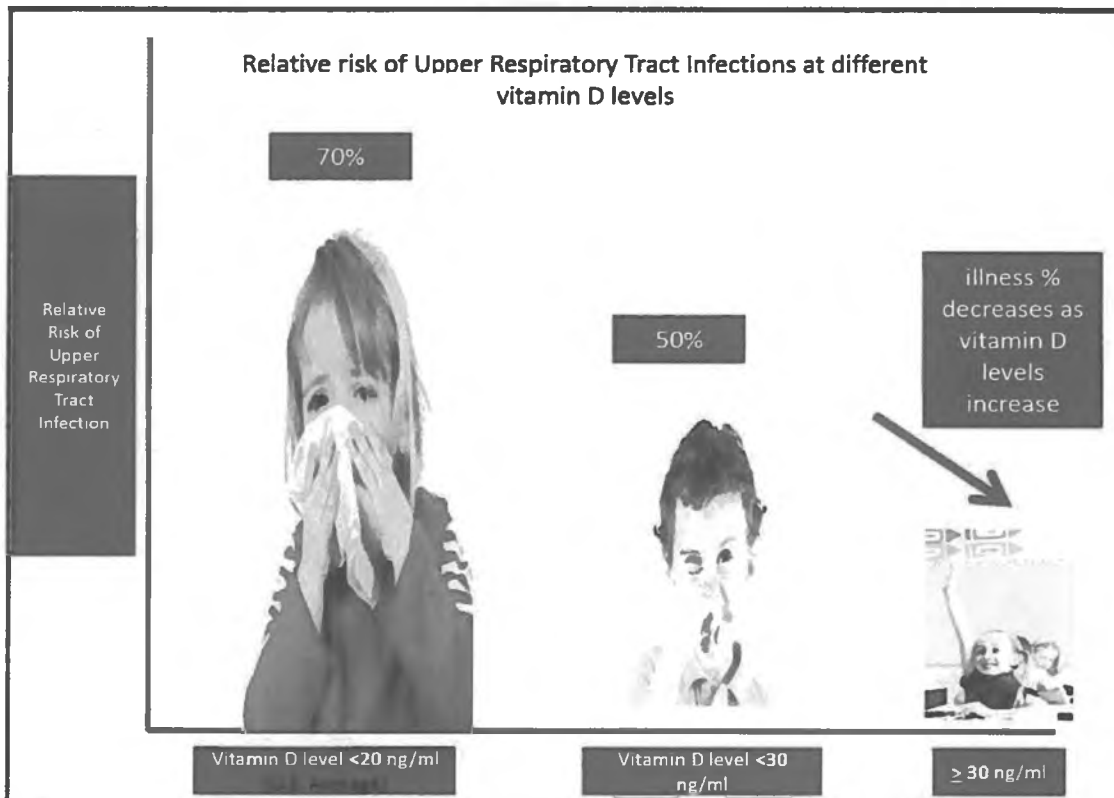 Relative risk of Upper Respiratory Tract Infections at different
vitamin D levels
70%
Relative
Risk of
Upper
Respiratory
Tract
Infection
50%
illness %
decreases as
vitamin D
levels
increase
Vitamin D level <20 ng/ml
Vitamin D level <30
ng/ml
≥ 30 ng/ml